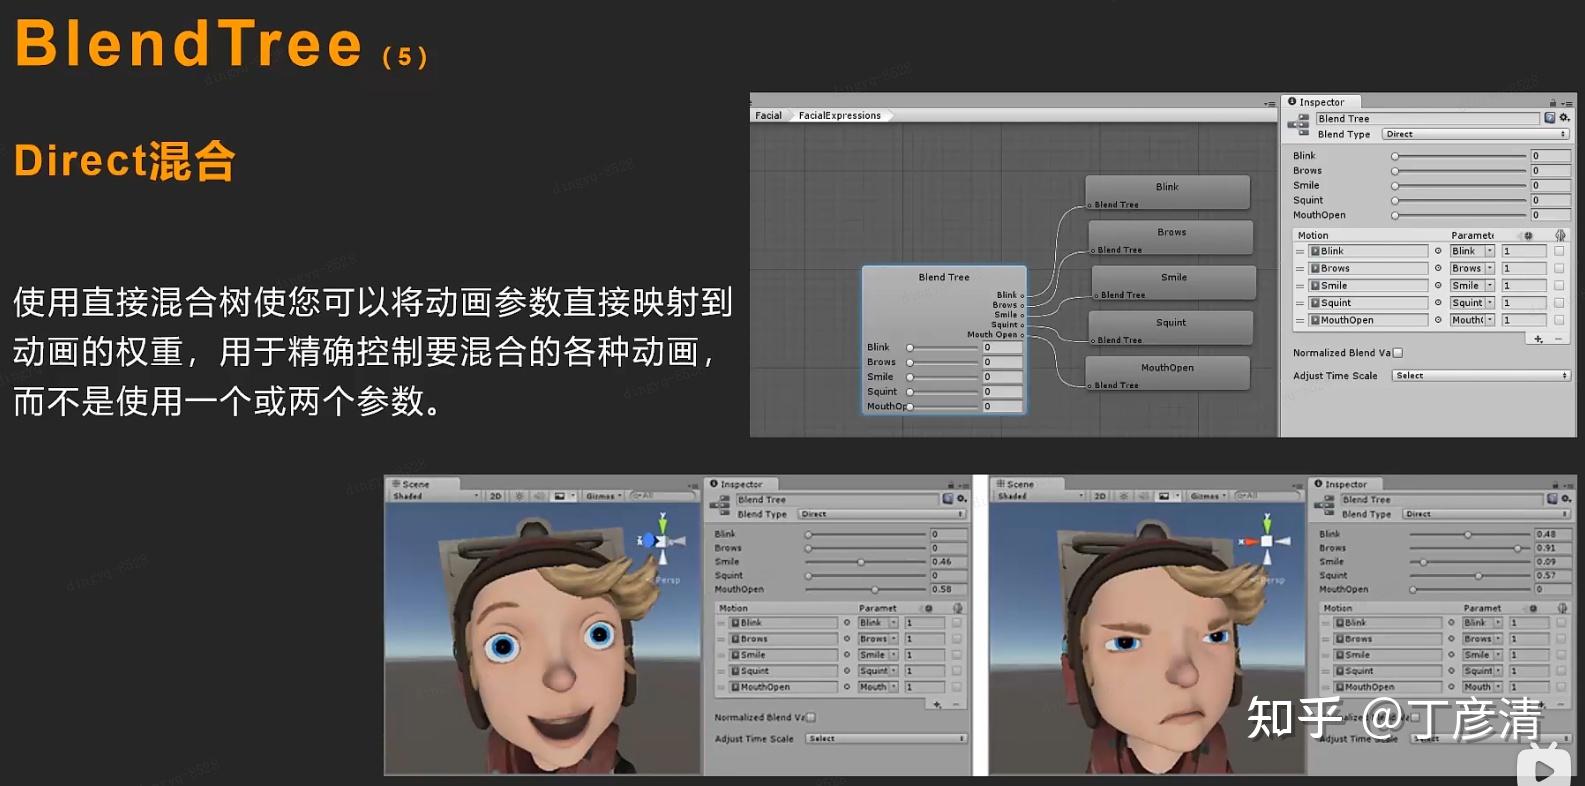 BlendTree (5)
Direct混合
使用直接混合树使您可以将动画参数直接映射到
动画的权重，用于精确控制要混合的各种动画，
而不是使用一个或两个参数。
Facial FacialExpressions
Blink
Blend Tree
Brows
Blend Tree
Smile
Blend Tree
Squint
Blend Tree
MouthOpen
Blend Tree
Blend Tree
Blink
Brows
Smile
Squint
Mouth Open
Blink 0
Brows 0
Smile 0
Squint 0
MouthOp 0
Inspector
Blend Tree
Blend Type Direct
Blink 0
Brows 0
Smile 0
Squint 0
MouthOpen 0
Motion Paramete
Blink Blink 1
Brows Brows 1
Smile Smile 1
Squint Squint 1
MouthOpen Mouth( 1
Normalized Blend Va
Adjust Time Scale Select
Scene
Shaded 2D Gizmos All
y
z
Persp
Inspector
Blend Tree
Blend Type Direct
Blink 0
Brows 0
Smile 0.46
Squint 0
MouthOpen 0.58
Motion Paramet
Blink Blink 1
Brows Brows 1
Smile Smile 1
Squint Squint 1
MouthOpen Mouth 1
Normalized Blend Va
Adjust Time Scale Select
Scene
Shaded 2D Gizmos All
y
x
Persp
Inspector
Blend Tree
Blend Type Direct
Blink 0.48
Brows 0.91
Smile 0.09
Squint 0.57
MouthOpen 0
Motion Paramet
Blink Blink 1
Brows Brows 1
Smile Smile 1
Squint Squint 1
MouthOpen Mouth 1
Adjust Time Scale
知乎 @丁彦清
dingyq-8528